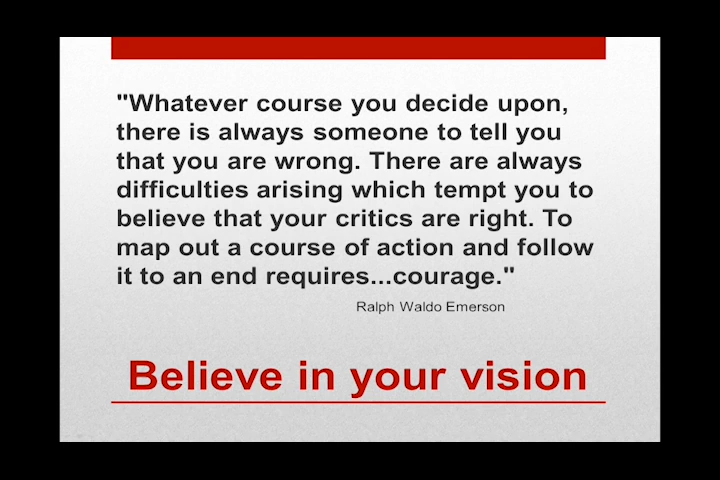 "Whatever course you decide upon,
there is always someone to tell you
that you are wrong. There are always
difficulties arising which tempt you to
believe that your critics are right. To
map out a course of action and follow
it to an end requires...courage."
Ralph Waldo Emerson
Believe in your vision